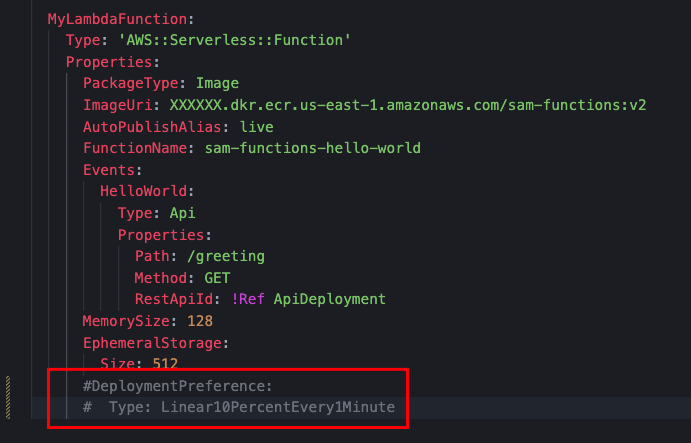 MyLambdaFunction:
Type: 'AWS::Serverless::Function'
Properties:
PackageType: Image
ImageUri: XXXXXX.dkr.ecr.us-east-1.amazonaws.com/sam-functions:v2
AutoPublishAlias: live
FunctionName: sam-functions-hello-world
Events:
HelloWorld:
Type: Api
Properties:
Path: /greeting
Method: GET
RestApiId: !Ref ApiDeployment
MemorySize: 128
EphemeralStorage:
Size: 512
#DeploymentPreference:
#  Type: Linear10PercentEvery1Minute